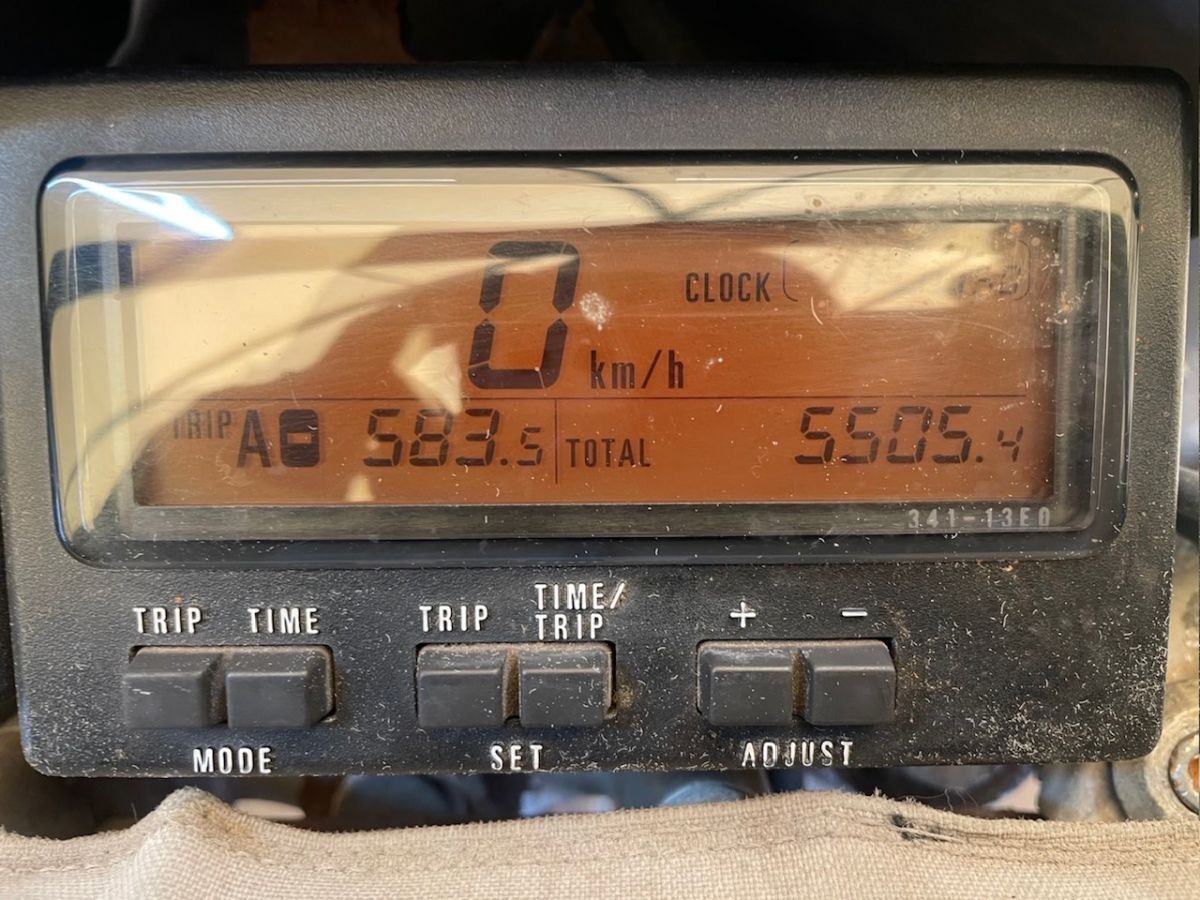 0 km/h CLOCK
TRIP A 583.5 TOTAL 5505.4
341-13E0
TRIP TIME TRIP TIME/TRIP + −
MODE SET ADJUST